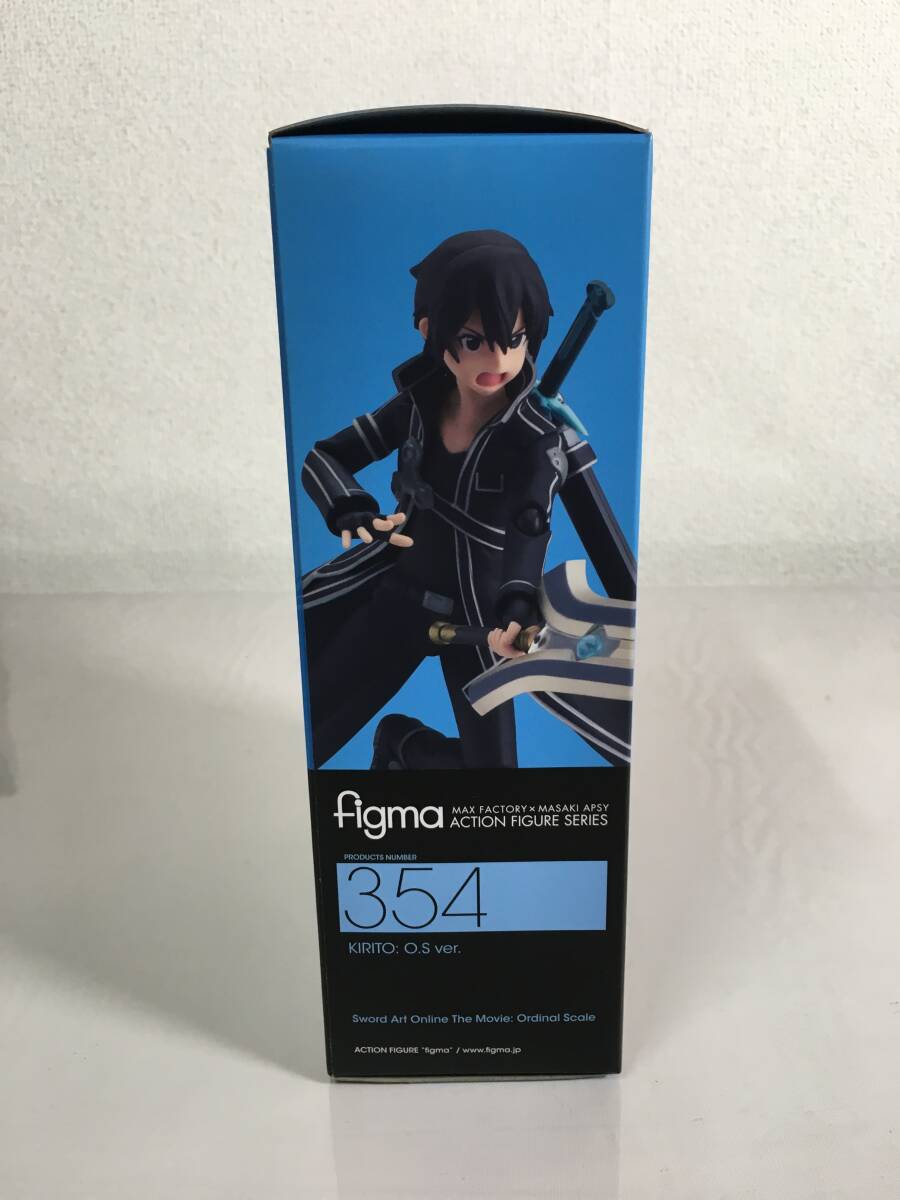 figma
MAX FACTORY×MASAKI APSY
ACTION FIGURE SERIES
PRODUCTS NUMBER
354
KIRITO: O.S ver.
Sword Art Online The Movie: Ordinal Scale
ACTION FIGURE "figma" / www.figma.jp